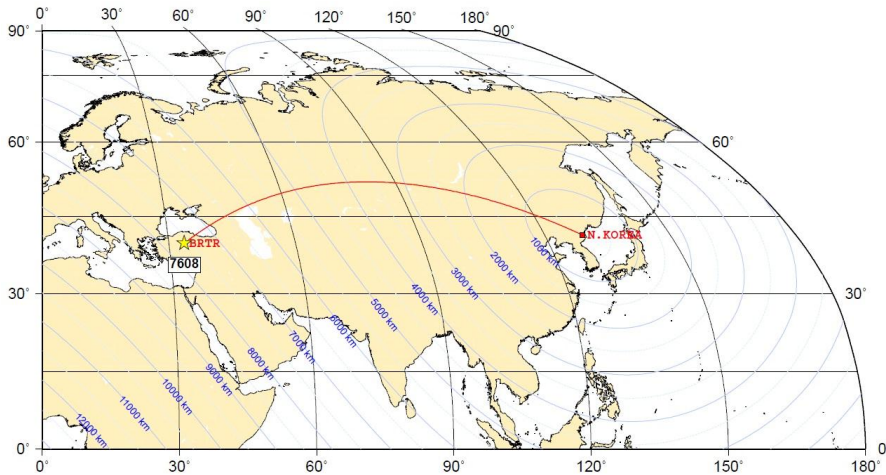 0° 30° 60° 90° 120° 150° 180°
90° 90°
60° 60°
BRTR N.KOREA
7608
1000 km
2000 km
3000 km
4000 km
5000 km
6000 km
7000 km
8000 km
9000 km
10000 km
11000 km
12000 km
30° 30°
0° 0
0° 30° 60° 90° 120° 150° 180°